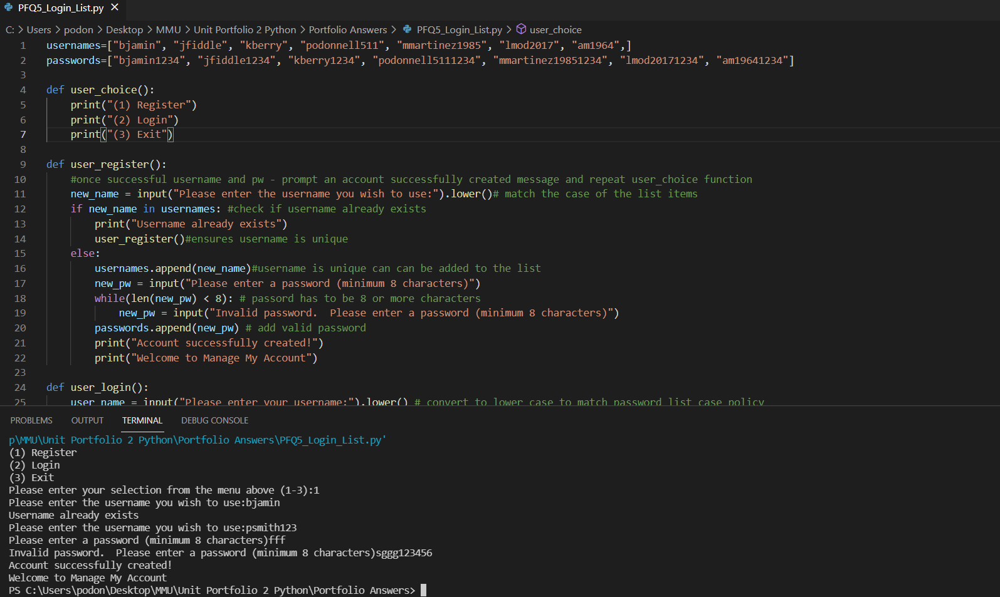 PFQ5_Login_List.py ×
C: > Users > podon > Desktop > MMU > Unit Portfolio 2 Python > Portfolio Answers > PFQ5_Login_List.py > user_choice
1 usernames=["bjamin", "jfiddle", "kberry", "podonnell511", "mmartinez1985", "lmod2017", "am1964",]
2 passwords=["bjamin1234", "jfiddle1234", "kberry1234", "podonnell5111234", "mmartinez19851234", "lmod20171234", "am19641234"]
3
4 def user_choice():
5     print("(1) Register")
6     print("(2) Login")
7     print("(3) Exit")
8
9 def user_register():
10     #once successful username and pw - prompt an account successfully created message and repeat user_choice function
11     new_name = input("Please enter the username you wish to use:").lower()# match the case of the list items
12     if new_name in usernames: #check if username already exists
13         print("Username already exists")
14         user_register()#ensures username is unique
15     else:
16         usernames.append(new_name)#username is unique can can be added to the list
17         new_pw = input("Please enter a password (minimum 8 characters)")
18         while(len(new_pw) < 8): # passord has to be 8 or more characters
19             new_pw = input("Invalid password.  Please enter a password (minimum 8 characters)")
20         passwords.append(new_pw) # add valid password
21         print("Account successfully created!")
22         print("Welcome to Manage My Account")
23
24 def user_login():
25     user_name = input("Please enter your username:").lower() # convert to lower case to match password list case policy
PROBLEMS OUTPUT TERMINAL DEBUG CONSOLE
p\MMU\Unit Portfolio 2 Python\Portfolio Answers\PFQ5_Login_List.py'
(1) Register
(2) Login
(3) Exit
Please enter your selection from the menu above (1-3):1
Please enter the username you wish to use:bjamin
Username already exists
Please enter the username you wish to use:psmith123
Please enter a password (minimum 8 characters)fff
Invalid password.  Please enter a password (minimum 8 characters)sggg123456
Account successfully created!
Welcome to Manage My Account
PS C:\Users\podon\Desktop\MMU\Unit Portfolio 2 Python\Portfolio Answers>